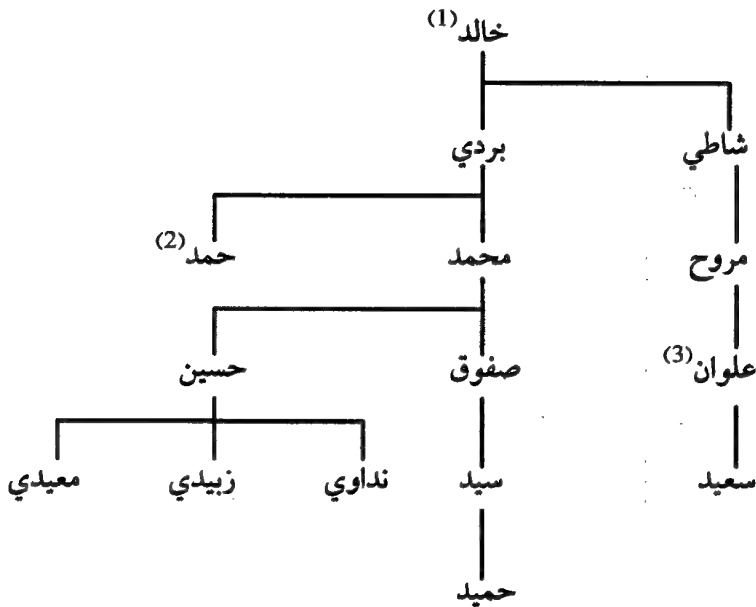 خالد(1)
شاطي بردي
مروح محمد حمد(2)
علوان(3) صفوق حسين
سعيد سيد نداوي زبيدي معيدي
حميد